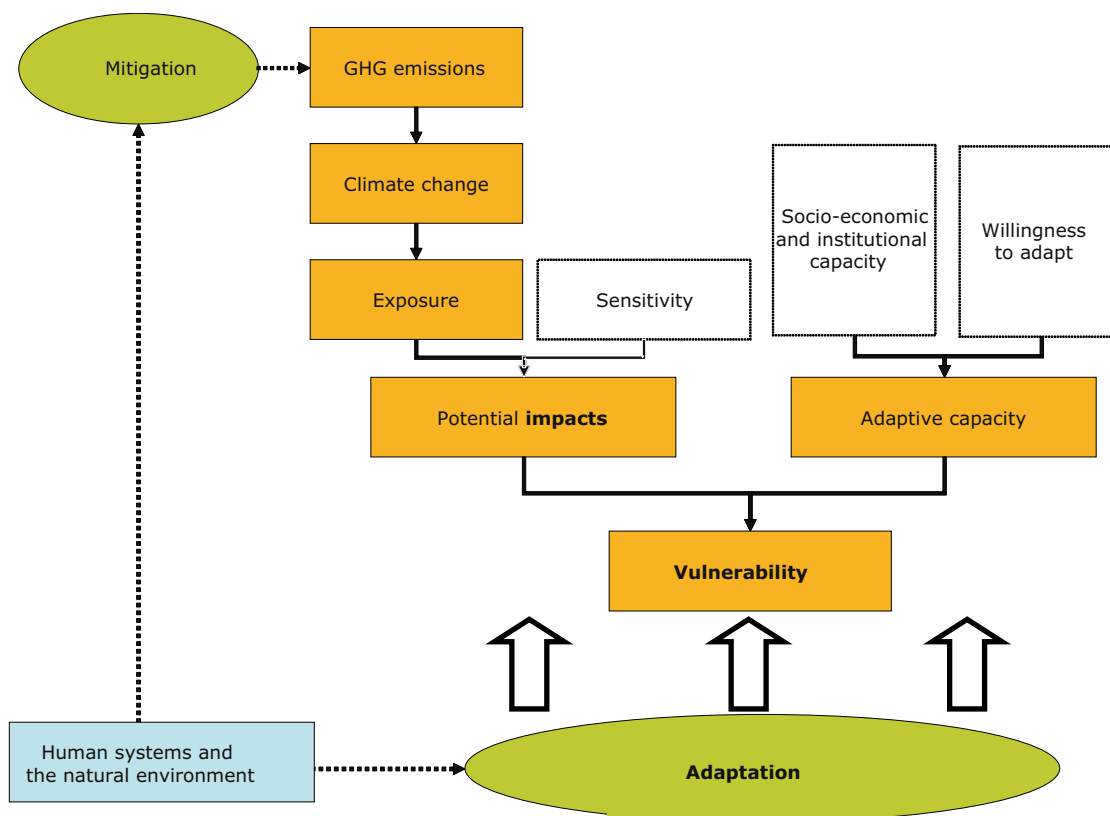 Mitigation
GHG emissions
Climate change
Socio-economic
and institutional
capacity
Willingness
to adapt
Exposure
Sensitivity
Potential impacts
Adaptive capacity
Vulnerability
Human systems and
the natural environment
Adaptation